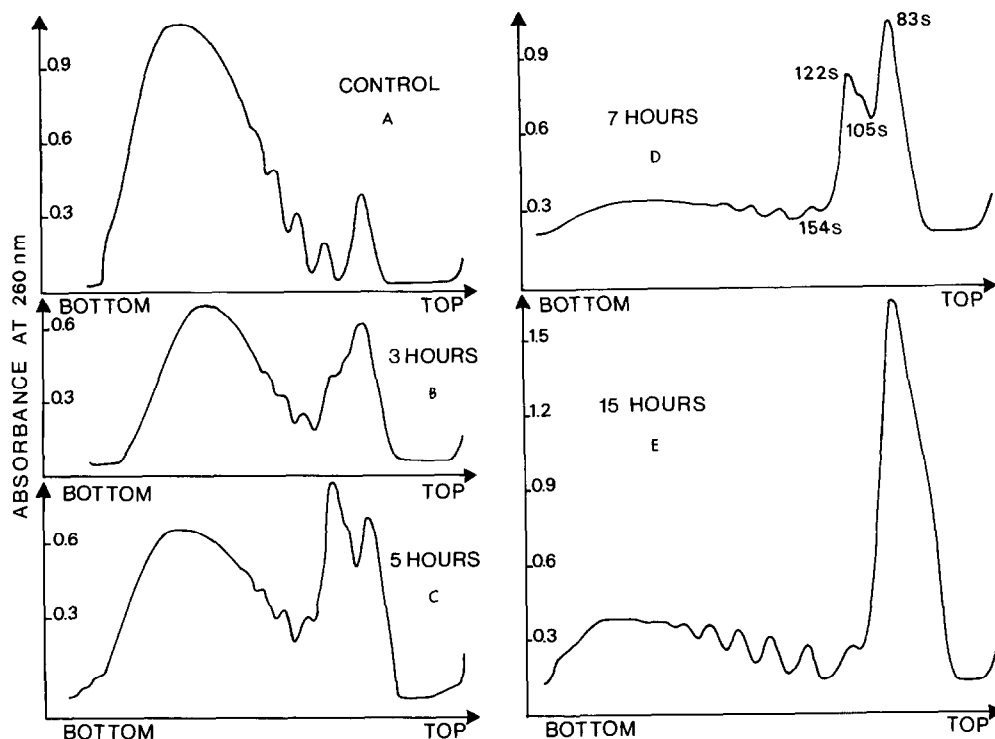 ABSORBANCE AT 260 nm
0.9
0.6
0.3
CONTROL
A
BOTTOM TOP
0.6
0.3
3 HOURS
B
BOTTOM TOP
0.6
0.3
5 HOURS
C
BOTTOM TOP
0.9
0.6
0.3
7 HOURS
D
83s
122s
105s
154s
BOTTOM TOP
1.5
1.2
0.9
0.6
0.3
15 HOURS
E
BOTTOM TOP